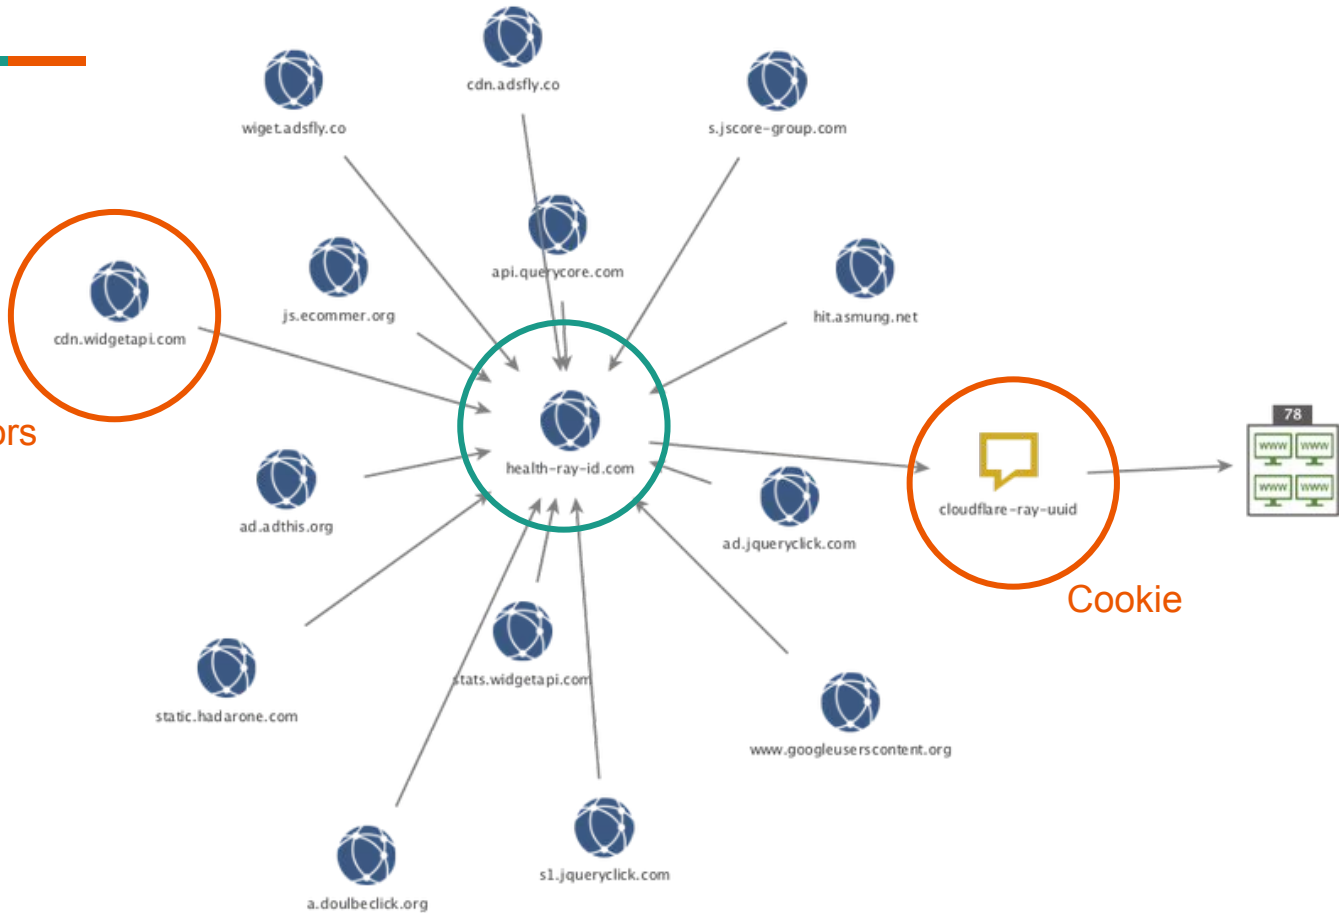 cdn.adsfly.co
wiget.adsfly.co
s.jscore-group.com
api.querycore.com
js.ecommer.org
hit.asmung.net
cdn.widgetapi.com
ors
health-ray-id.com
78
www www
www www
cloudflare-ray-uuid
Cookie
ad.adthis.org
ad.jqueryclick.com
stats.widgetapi.com
static.hadarone.com
www.googleuserscontent.org
s1.jqueryclick.com
a.doulbeclick.org